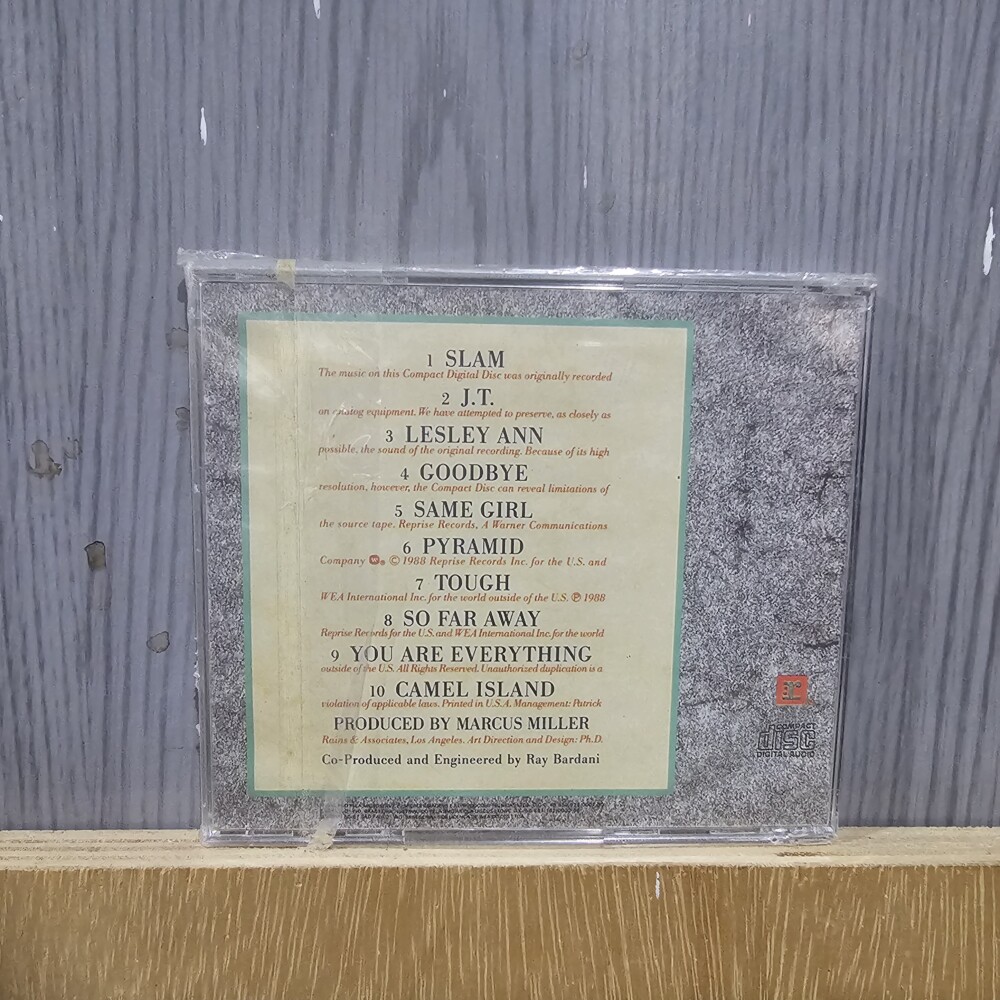 1 SLAM
The music on this Compact Digital Disc was originally recorded
2 J.T.
on analog equipment. We have attempted to preserve, as closely as
3 LESLEY ANN
possible, the sound of the original recording. Because of its high
4 GOODBYE
resolution, however, the Compact Disc can reveal limitations of
5 SAME GIRL
the source tape. Reprise Records, A Warner Communications
6 PYRAMID
Company ® © 1988 Reprise Records Inc. for the U.S. and
7 TOUGH
WEA International Inc. for the world outside of the U.S. ℗ 1988
8 SO FAR AWAY
Reprise Records for the U.S. and WEA International Inc. for the world
9 YOU ARE EVERYTHING
outside of the U.S. All Rights Reserved. Unauthorized duplication is a
10 CAMEL ISLAND
violation of applicable laws. Printed in U.S.A. Management: Patrick
PRODUCED BY MARCUS MILLER
Rains & Associates, Los Angeles. Art Direction and Design: Ph.D.
Co-Produced and Engineered by Ray Bardani
r
COMPACT
disc
DIGITAL AUDIO